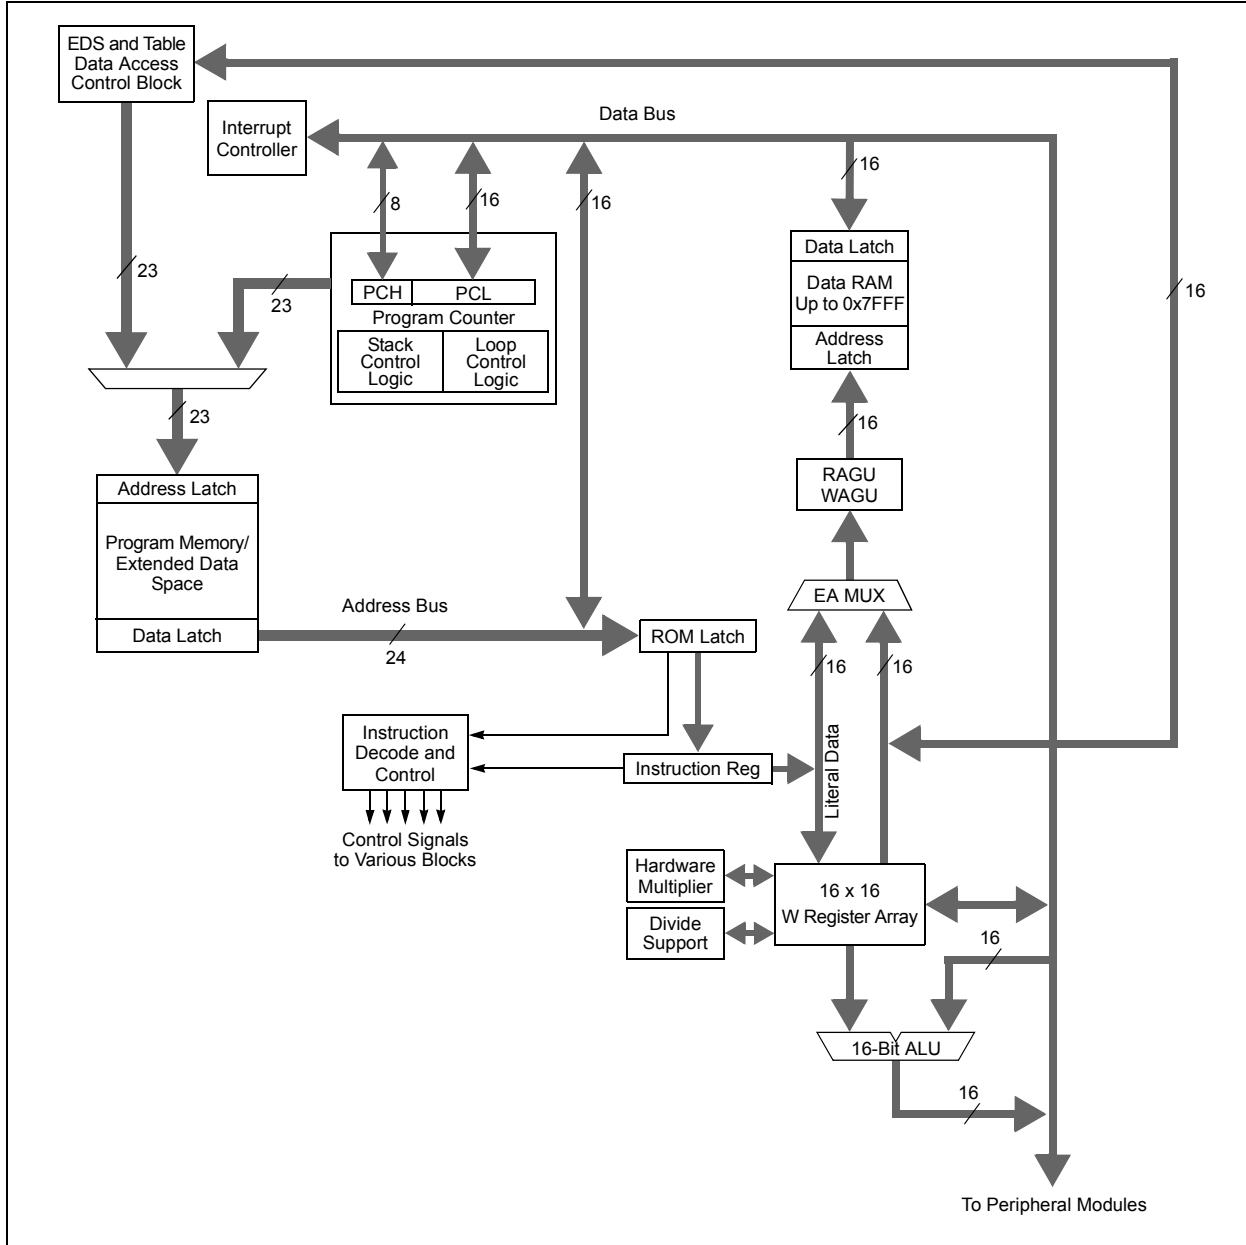 EDS and Table
Data Access
Control Block
16
Data Bus
Interrupt
Controller
16
8
16
16
Data Latch
23
Data RAM
Up to 0x7FFF
16
23
PCH
PCL
Program Counter
Address
Latch
Stack
Control
Logic
Loop
Control
Logic
23
16
RAGU
WAGU
Address Latch
Program Memory/
Extended Data
Space
EA MUX
Address Bus
Data Latch
ROM Latch
24
16
16
Instruction
Decode and
Control
Literal Data
Instruction Reg
Control Signals
to Various Blocks
Hardware
Multiplier
16 x 16
W Register Array
Divide
Support
16
16-Bit ALU
16
To Peripheral Modules